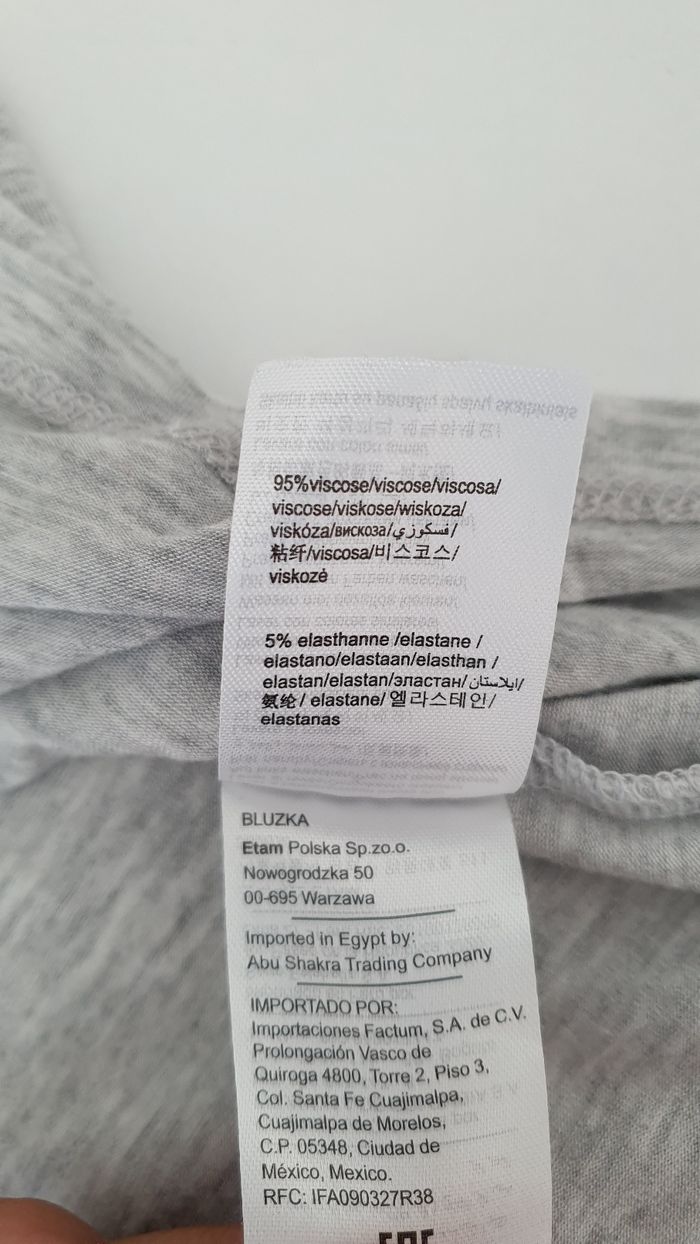 95%viscose/viscose/viscosa/
viscose/viskose/wiskoza/
viskóza/вискоза/فسكوزي/
粘纤/viscosa/비스코스/
viskozė
5% elasthanne /elastane /
elastano/elastaan/elasthan /
elastan/elastan/эластан/ايلاستان/
氨纶/ elastane/ 엘라스테인/
elastanas
BLUZKA
Etam Polska Sp.zo.o.
Nowogrodzka 50
00-695 Warzawa
Imported in Egypt by:
Abu Shakra Trading Company
IMPORTADO POR:
Importaciones Factum, S.A. de C.V.
Prolongación Vasco de
Quiroga 4800, Torre 2, Piso 3,
Col. Santa Fe Cuajimalpa,
Cuajimalpa de Morelos,
C.P. 05348, Ciudad de
México, Mexico.
RFC: IFA090327R38